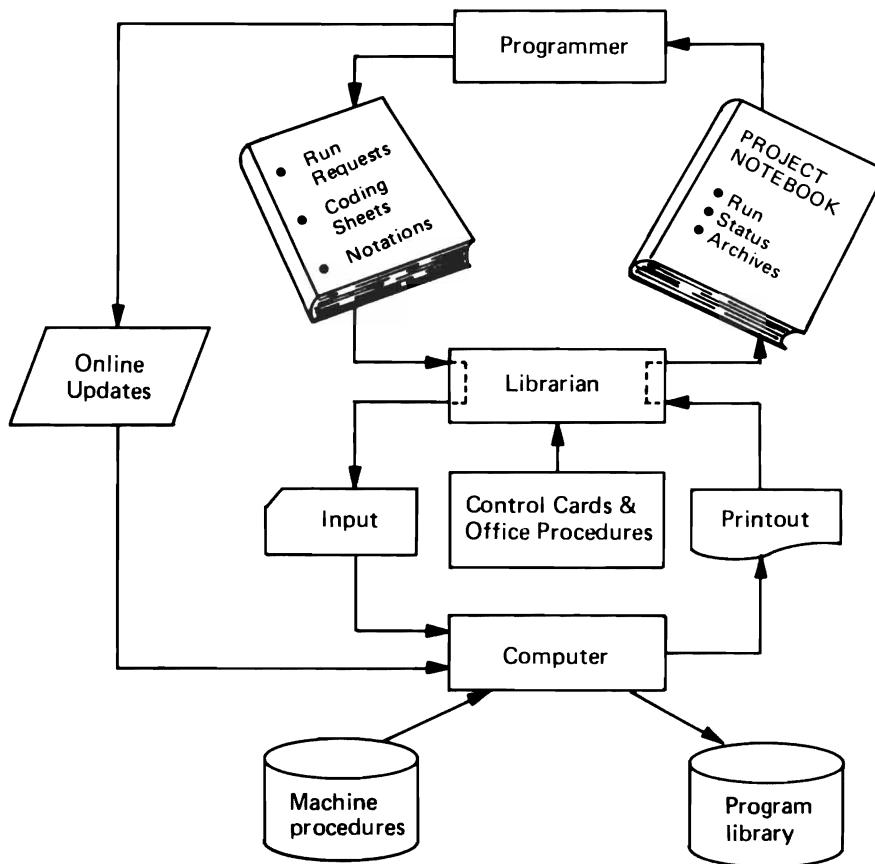 Programmer
● Run
Requests
● Coding
Sheets
● Notations
PROJECT
NOTEBOOK
● Run
● Status
● Archives
Online
Updates
Librarian
Input
Control Cards &
Office Procedures
Printout
Computer
Machine
procedures
Program
library